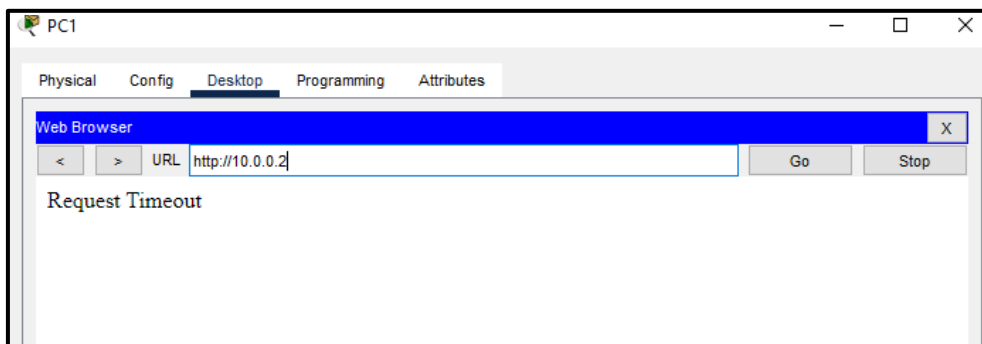 PC1
Physical Config Desktop Programming Attributes
Web Browser X
< > URL http://10.0.0.2 Go Stop
Request Timeout